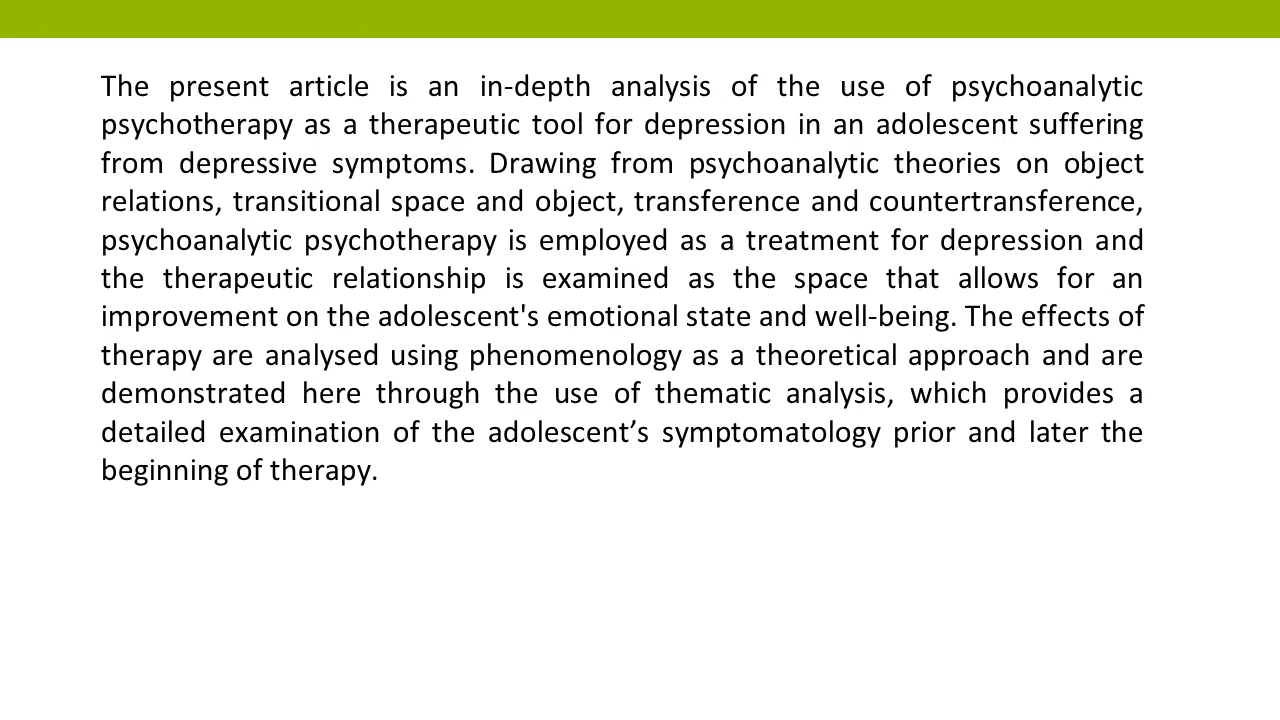 The present article is an in-depth analysis of the use of psychoanalytic
psychotherapy as a therapeutic tool for depression in an adolescent suffering
from depressive symptoms. Drawing from psychoanalytic theories on object
relations, transitional space and object, transference and countertransference,
psychoanalytic psychotherapy is employed as a treatment for depression and
the therapeutic relationship is examined as the space that allows for an
improvement on the adolescent's emotional state and well-being. The effects of
therapy are analysed using phenomenology as a theoretical approach and are
demonstrated here through the use of thematic analysis, which provides a
detailed examination of the adolescent’s symptomatology prior and later the
beginning of therapy.